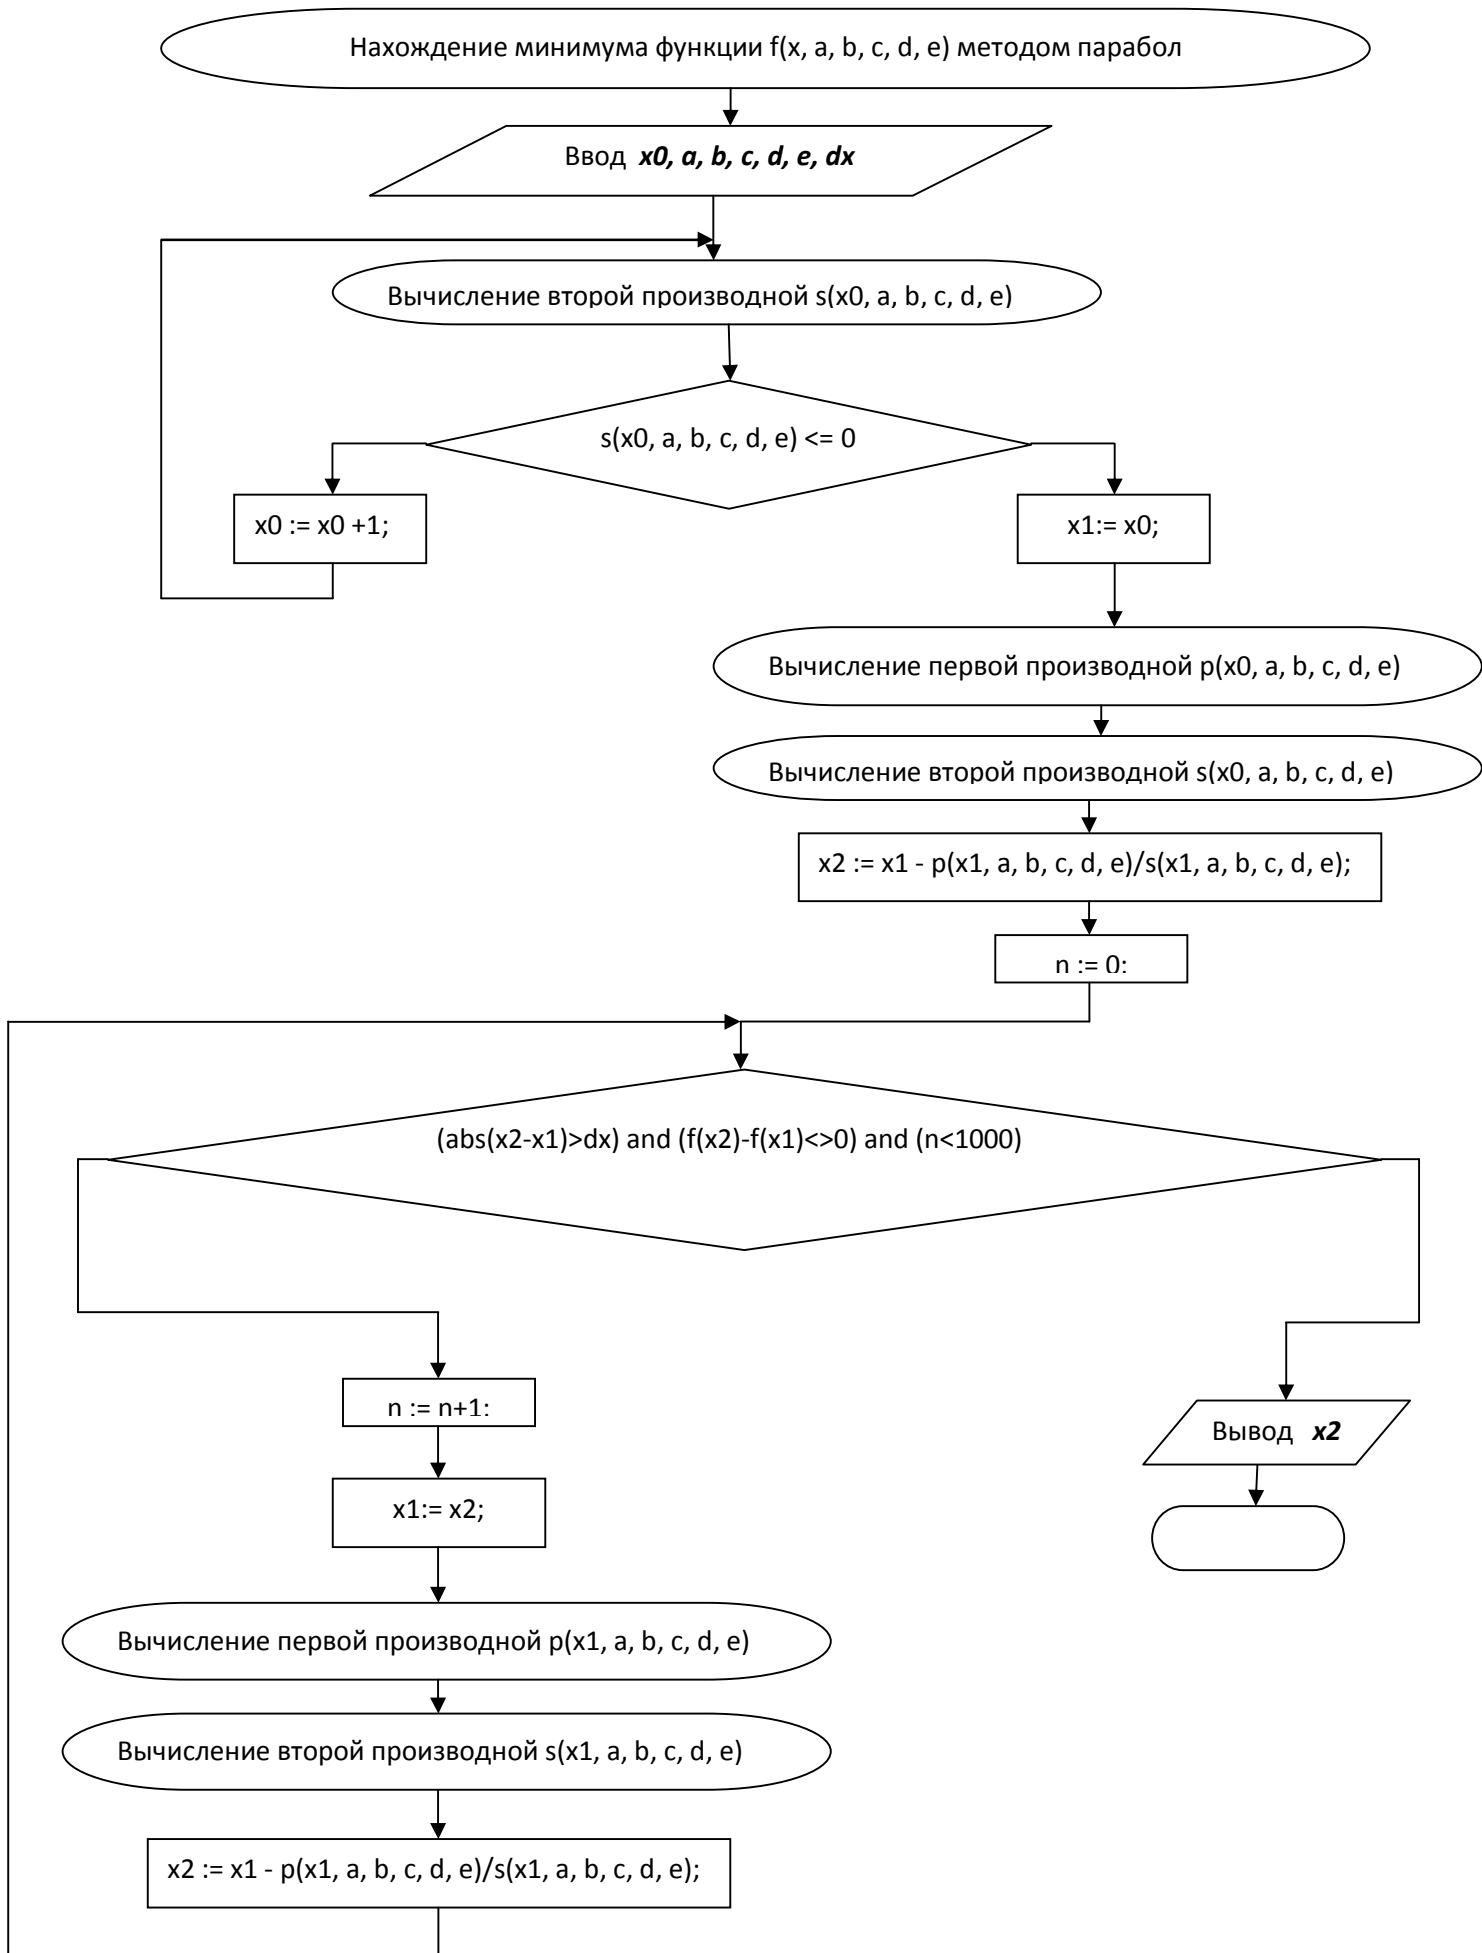 Нахождение минимума функции f(x, a, b, c, d, e) методом парабол
Ввод x0, a, b, c, d, e, dx
Вычисление второй производной s(x0, a, b, c, d, e)
s(x0, a, b, c, d, e) <= 0
x0 := x0 +1;
x1:= x0;
Вычисление первой производной p(x0, a, b, c, d, e)
Вычисление второй производной s(x0, a, b, c, d, e)
x2 := x1 - p(x1, a, b, c, d, e)/s(x1, a, b, c, d, e);
n := 0;
(abs(x2-x1)>dx) and (f(x2)-f(x1)<>0) and (n<1000)
n := n+1;
Вывод x2
x1:= x2;
Вычисление первой производной p(x1, a, b, c, d, e)
Вычисление второй производной s(x1, a, b, c, d, e)
x2 := x1 - p(x1, a, b, c, d, e)/s(x1, a, b, c, d, e);